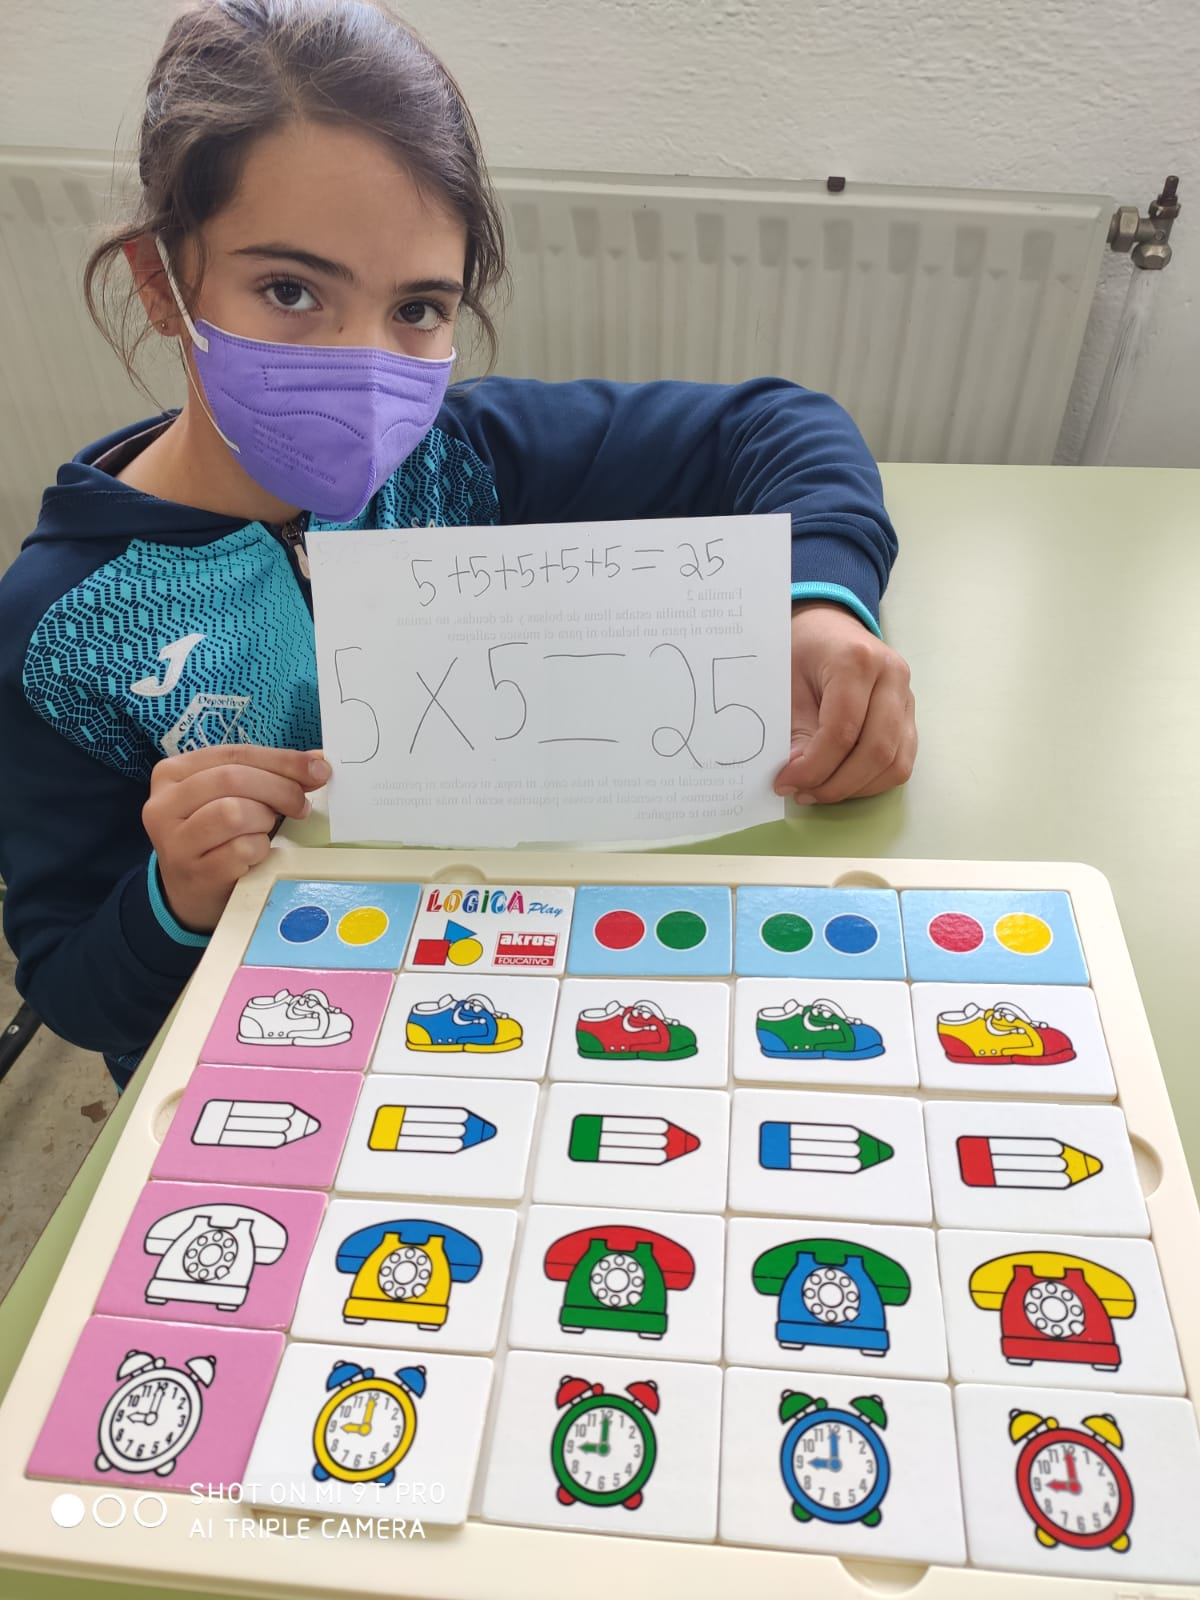 5+5+5+5+5=25
5x5=25
Familia 2
La otra familia estaba llena de bolsas y de deudas, no tenían
dinero ni para un helado ni para el músico callejero
Lo esencial no es tener lo más caro, ni ropa, ni coches ni peinados.
Si tenemos lo esencial las cosas pequeñas serán lo más importante.
Que no te engañen.
Club Deportivo
LOGICA Play
akros
EDUCATIVO
SHOT ON MI 9T PRO
AI TRIPLE CAMERA